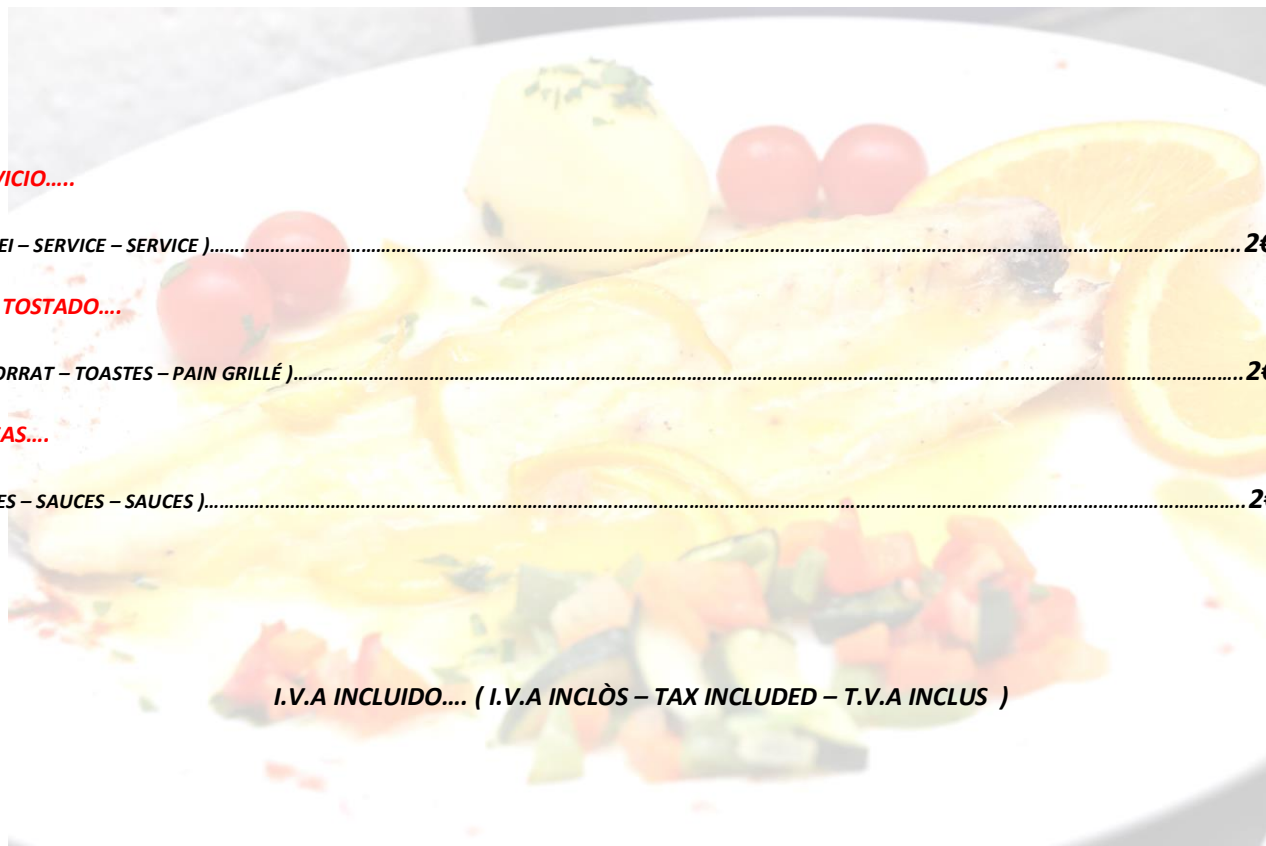 VICIO…..
EI – SERVICE – SERVICE )……………………………………………………………………………………………………………………………….. 2€
TOSTADO….
ORRAT – TOASTES – PAIN GRILLÉ )…………………………………………………………………………………………………………………….. 2€
AS….
ES – SAUCES – SAUCES )……………………………………………………………………………………………………………………………….. 2€
I.V.A INCLUIDO…. ( I.V.A INCLÒS – TAX INCLUDED – T.V.A INCLUS )